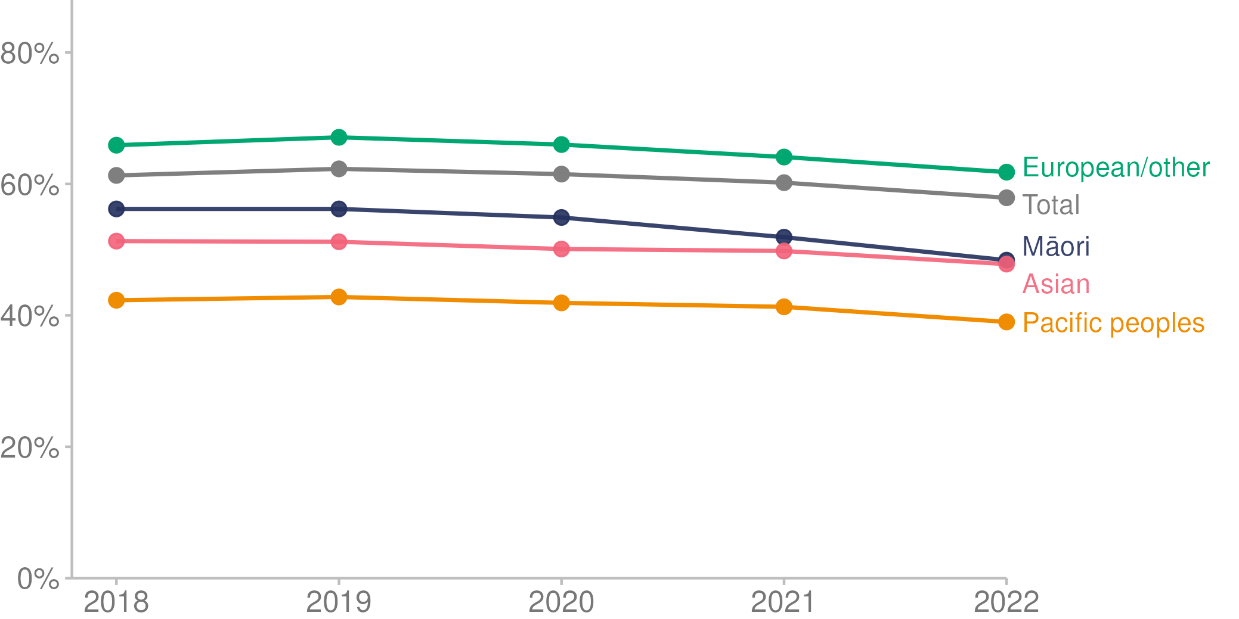 80%
60%
40%
20%
0%
2018 2019 2020 2021 2022
European/other
Total
Māori
Asian
Pacific peoples